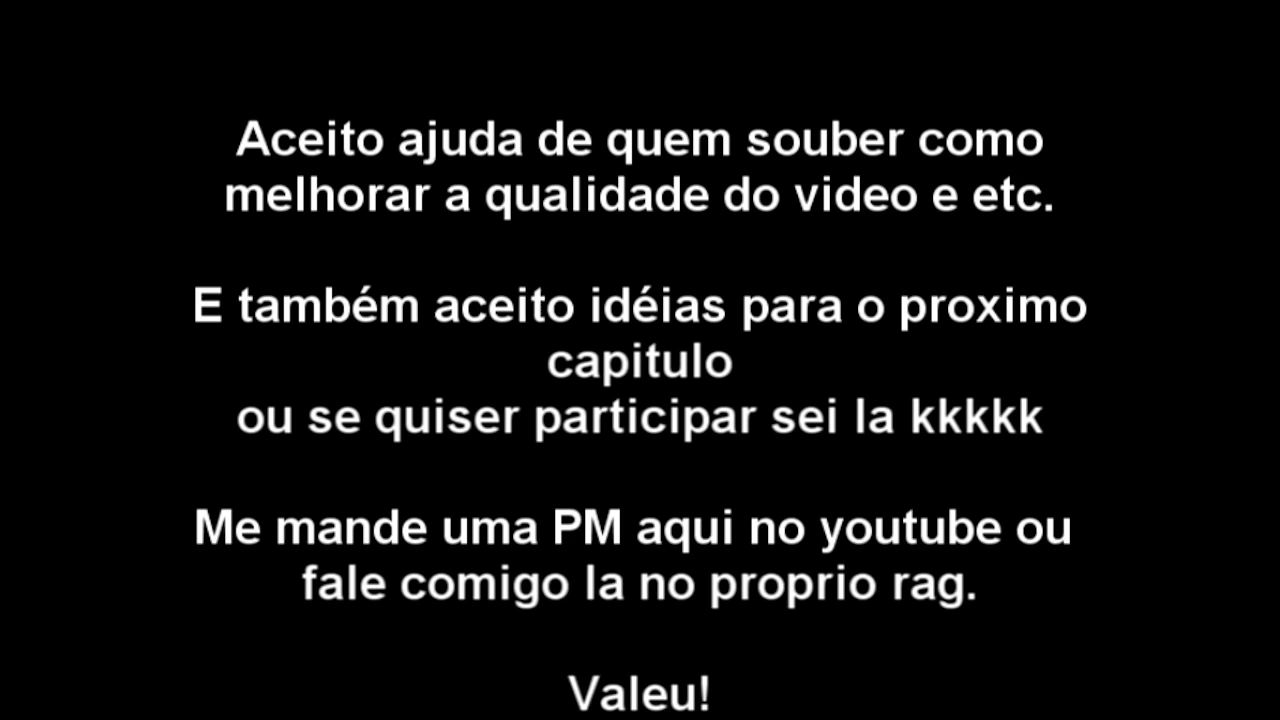 Aceito ajuda de quem souber como
melhorar a qualidade do video e etc.
E também aceito idéias para o proximo
capitulo
ou se quiser participar sei la kkkkk
Me mande uma PM aqui no youtube ou
fale comigo la no proprio rag.
Valeu!